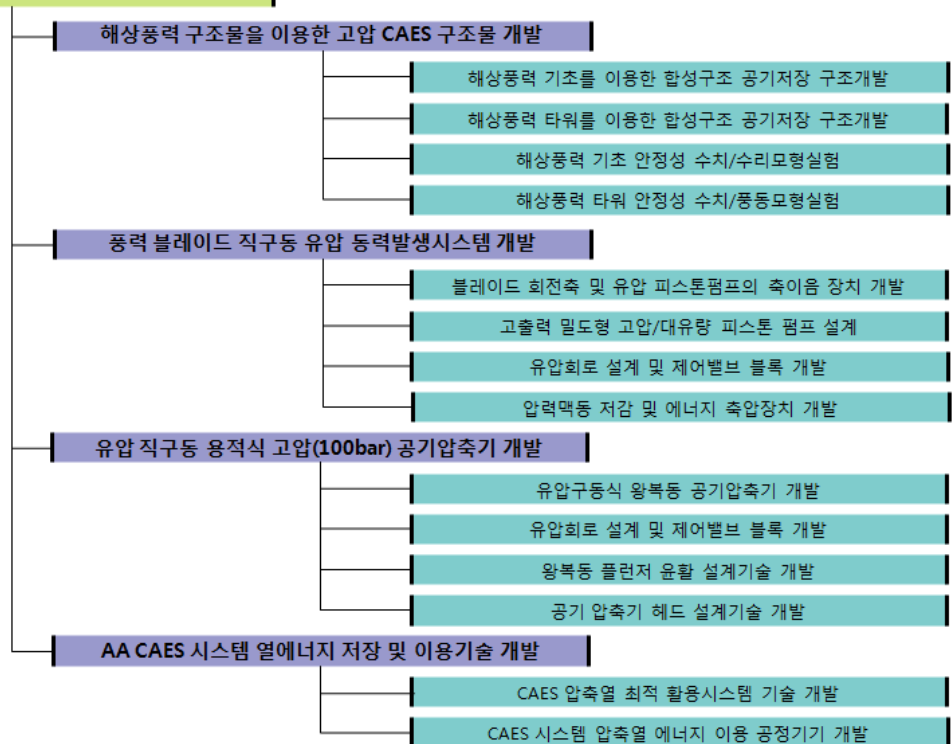 해상풍력 구조물을 이용한 고압 CAES 구조물 개발
해상풍력 기초를 이용한 합성구조 공기저장 구조개발
해상풍력 타워를 이용한 합성구조 공기저장 구조개발
해상풍력 기초 안정성 수치/수리모형실험
해상풍력 타워 안정성 수치/풍동모형실험
풍력 블레이드 직구동 유압 동력발생시스템 개발
블레이드 회전축 및 유압 피스톤펌프의 축이음 장치 개발
고출력 밀도형 고압/대유량 피스톤 펌프 설계
유압회로 설계 및 제어밸브 블록 개발
압력맥동 저감 및 에너지 축압장치 개발
유압 직구동 용적식 고압(100bar) 공기압축기 개발
유압구동식 왕복동 공기압축기 개발
유압회로 설계 및 제어밸브 블록 개발
왕복동 플런저 윤활 설계기술 개발
공기 압축기 헤드 설계기술 개발
AA CAES 시스템 열에너지 저장 및 이용기술 개발
CAES 압축열 최적 활용시스템 기술 개발
CAES 시스템 압축열 에너지 이용 공정기기 개발